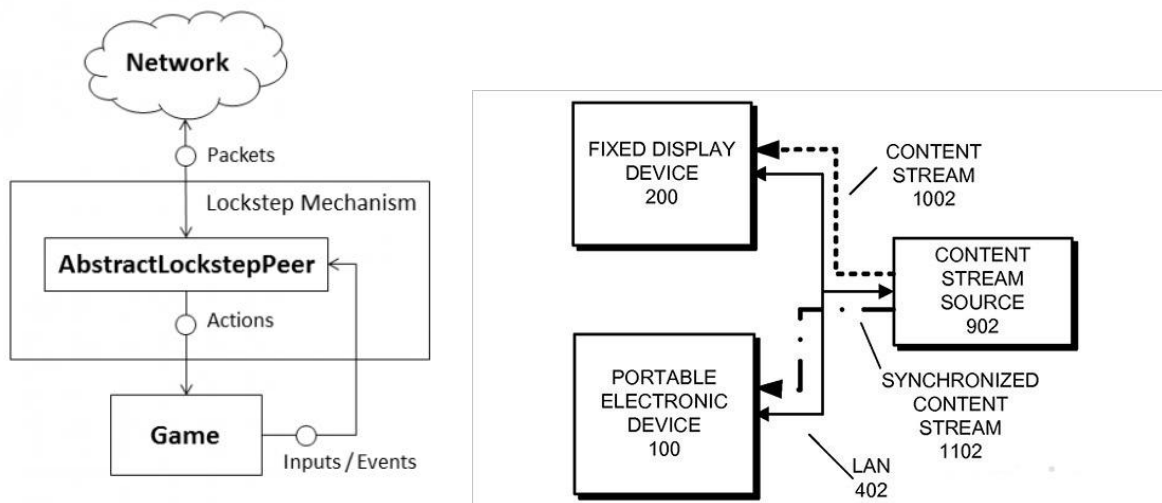 Network
Packets
Lockstep Mechanism
AbstractLockstepPeer
Actions
Game
Inputs / Events
FIXED DISPLAY
DEVICE
200
CONTENT
STREAM
1002
CONTENT
STREAM
SOURCE
902
PORTABLE
ELECTRONIC
DEVICE
100
SYNCHRONIZED
CONTENT
STREAM
1102
LAN
402